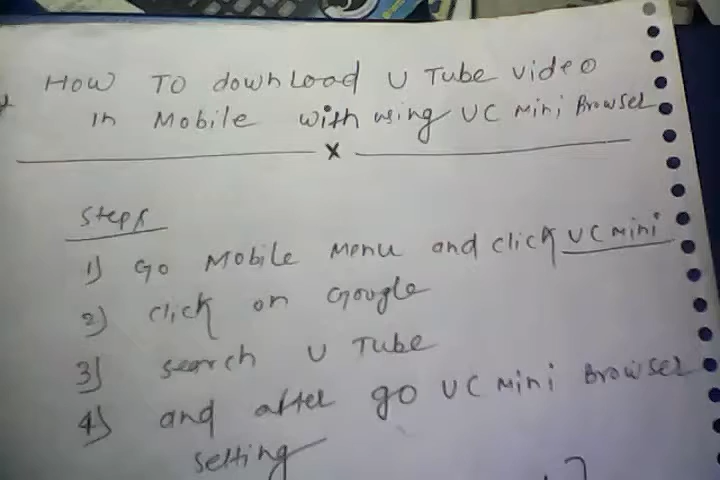 How To download U Tube video
in Mobile with using UC Mini Browser
x
Steps
1) Go Mobile Menu and click UC Mini
2) click on Google
3) search U Tube
4) and after go UC Mini Browser
setting